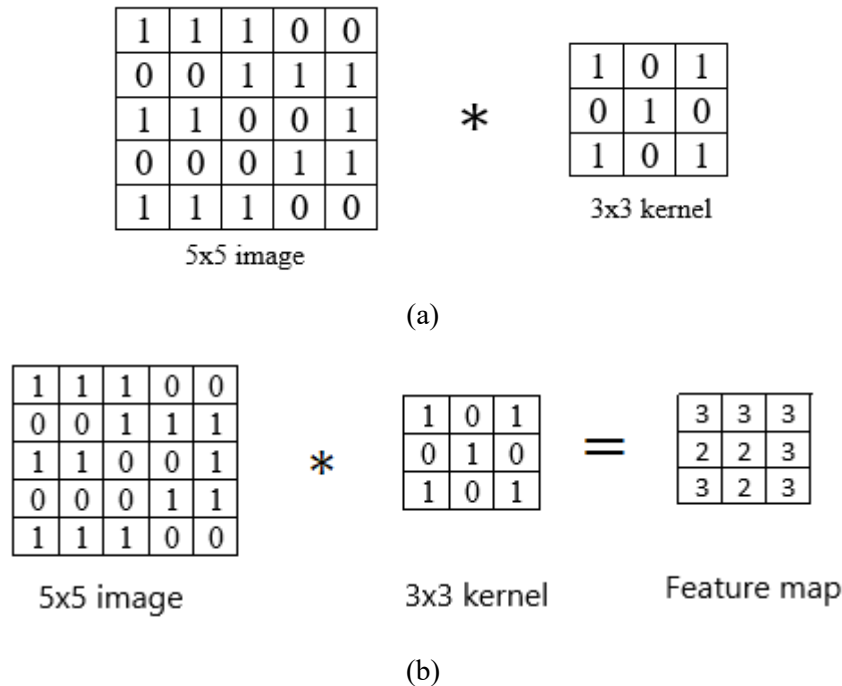 1 1 1 0 0
0 0 1 1 1
1 1 0 0 1
0 0 0 1 1
1 1 1 0 0
5x5 image
*
1 0 1
0 1 0
1 0 1
3x3 kernel
(a)
1 1 1 0 0
0 0 1 1 1
1 1 0 0 1
0 0 0 1 1
1 1 1 0 0
5x5 image
*
1 0 1
0 1 0
1 0 1
3x3 kernel
=
3 3 3
2 2 3
3 2 3
Feature map
(b)